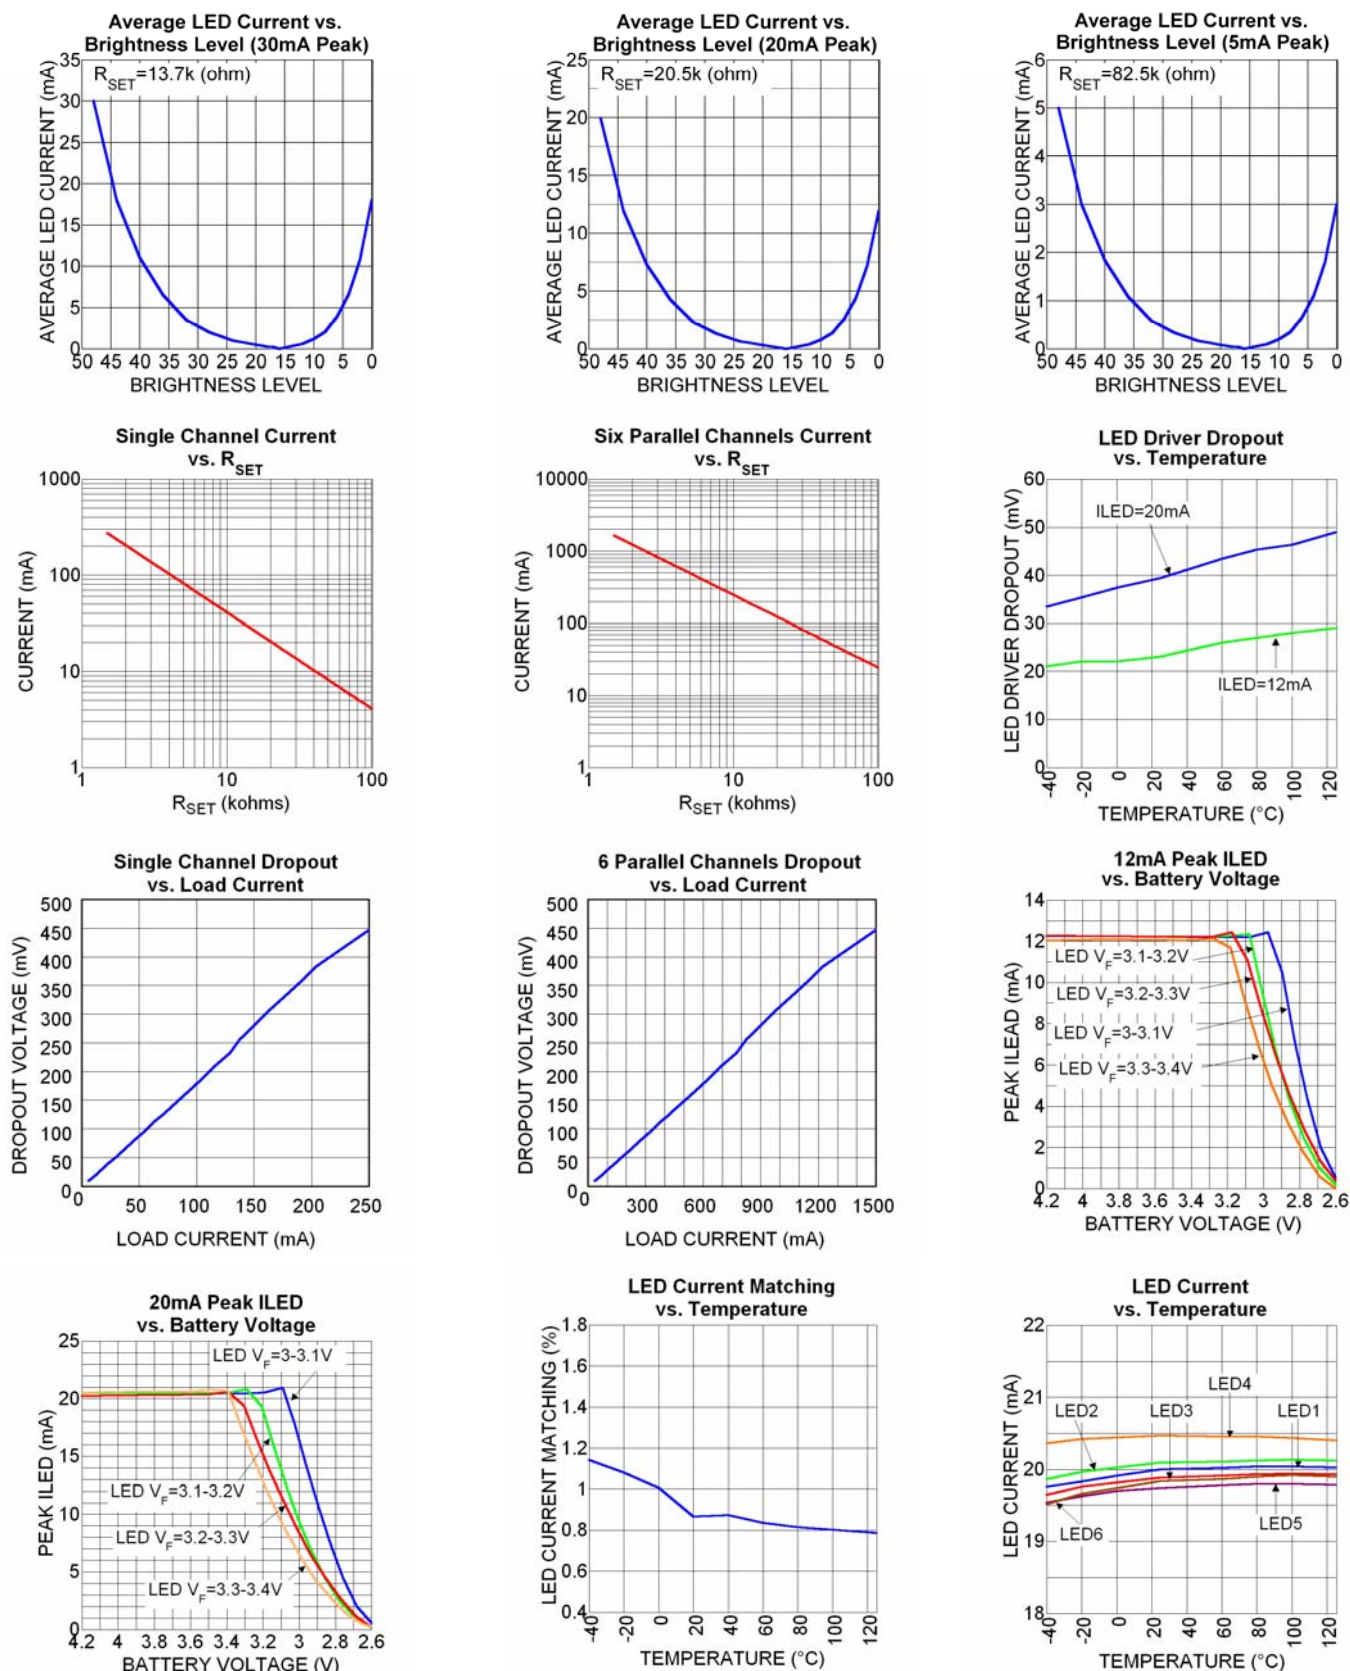 Average LED Current vs.
Brightness Level (30mA Peak)
RSET=13.7k (ohm)
AVERAGE LED CURRENT (mA)
35
30
25
20
15
10
5
0
50 45 40 35 30 25 20 15 10 5 0
BRIGHTNESS LEVEL
Average LED Current vs.
Brightness Level (20mA Peak)
RSET=20.5k (ohm)
AVERAGE LED CURRENT (mA)
25
20
15
10
5
0
50 45 40 35 30 25 20 15 10 5 0
BRIGHTNESS LEVEL
Average LED Current vs.
Brightness Level (5mA Peak)
RSET=82.5k (ohm)
AVERAGE LED CURRENT (mA)
6
5
4
3
2
1
0
50 45 40 35 30 25 20 15 10 5 0
BRIGHTNESS LEVEL
Single Channel Current
vs. RSET
CURRENT (mA)
1000
100
10
1
1 10 100
RSET (kohms)
Six Parallel Channels Current
vs. RSET
CURRENT (mA)
10000
1000
100
10
1
1 10 100
RSET (kohms)
LED Driver Dropout
vs. Temperature
LED DRIVER DROPOUT (mV)
60
50
40
30
20
10
0
ILED=20mA
ILED=12mA
-40 -20 0 20 40 60 80 100 120
TEMPERATURE (°C)
Single Channel Dropout
vs. Load Current
DROPOUT VOLTAGE (mV)
500
450
400
350
300
250
200
150
100
50
0
0 50 100 150 200 250
LOAD CURRENT (mA)
6 Parallel Channels Dropout
vs. Load Current
DROPOUT VOLTAGE (mV)
500
450
400
350
300
250
200
150
100
50
0
0 300 600 900 1200 1500
LOAD CURRENT (mA)
12mA Peak ILED
vs. Battery Voltage
PEAK ILEAD (mA)
14
12
10
8
6
4
2
0
LED VF=3.1-3.2V
LED VF=3.2-3.3V
LED VF=3-3.1V
LED VF=3.3-3.4V
4.2 4 3.8 3.6 3.4 3.2 3 2.8 2.6
BATTERY VOLTAGE (V)
20mA Peak ILED
vs. Battery Voltage
PEAK ILED (mA)
25
20
15
10
5
0
LED VF=3-3.1V
LED VF=3.1-3.2V
LED VF=3.2-3.3V
LED VF=3.3-3.4V
4.2 4 3.8 3.6 3.4 3.2 3 2.8 2.6
BATTERY VOLTAGE (V)
LED Current Matching
vs. Temperature
LED CURRENT MATCHING (%)
1.8
1.6
1.4
1.2
1
0.8
0.6
0.4
-40 -20 0 20 40 60 80 100 120
TEMPERATURE (°C)
LED Current
vs. Temperature
LED CURRENT (mA)
22
21
20
19
18
LED4
LED2 LED3 LED1
LED6 LED5
-40 -20 0 20 40 60 80 100 120
TEMPERATURE (°C)